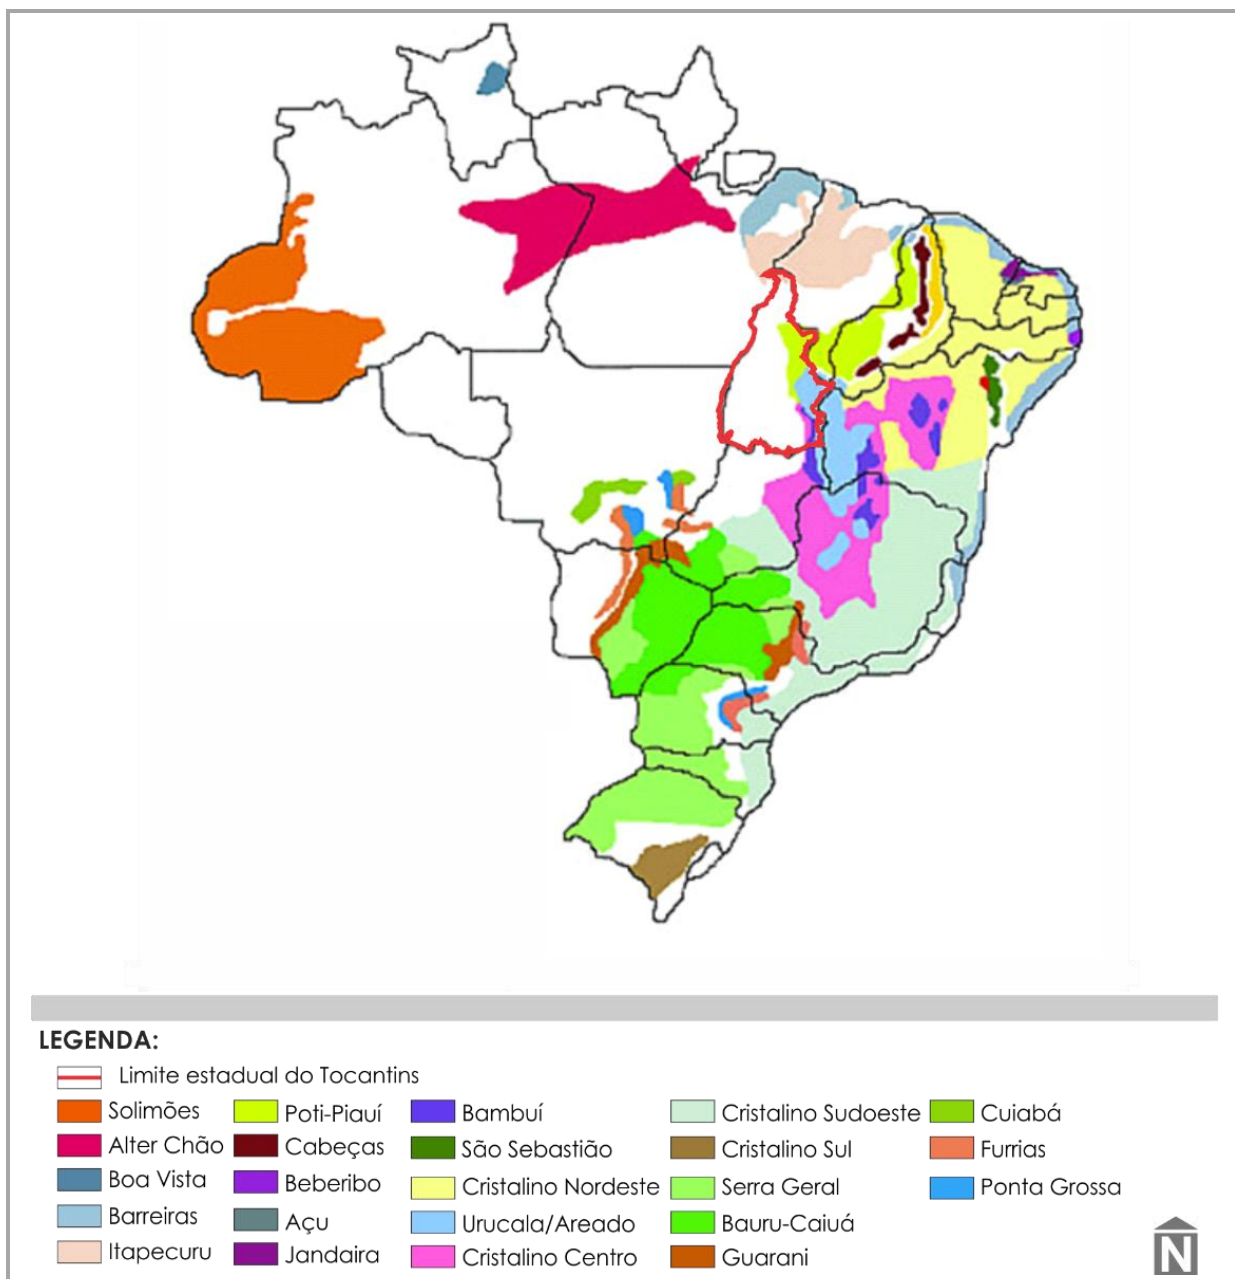 LEGENDA:
Limite estadual do Tocantins
Solimões
Alter Chão
Boa Vista
Barreiras
Itapecuru
Poti-Piauí
Cabeças
Beberibo
Açu
Jandaira
Bambuí
São Sebastião
Cristalino Nordeste
Urucala/Areado
Cristalino Centro
Cristalino Sudoeste
Cristalino Sul
Serra Geral
Bauru-Caiuá
Guarani
Cuiabá
Furrias
Ponta Grossa
N